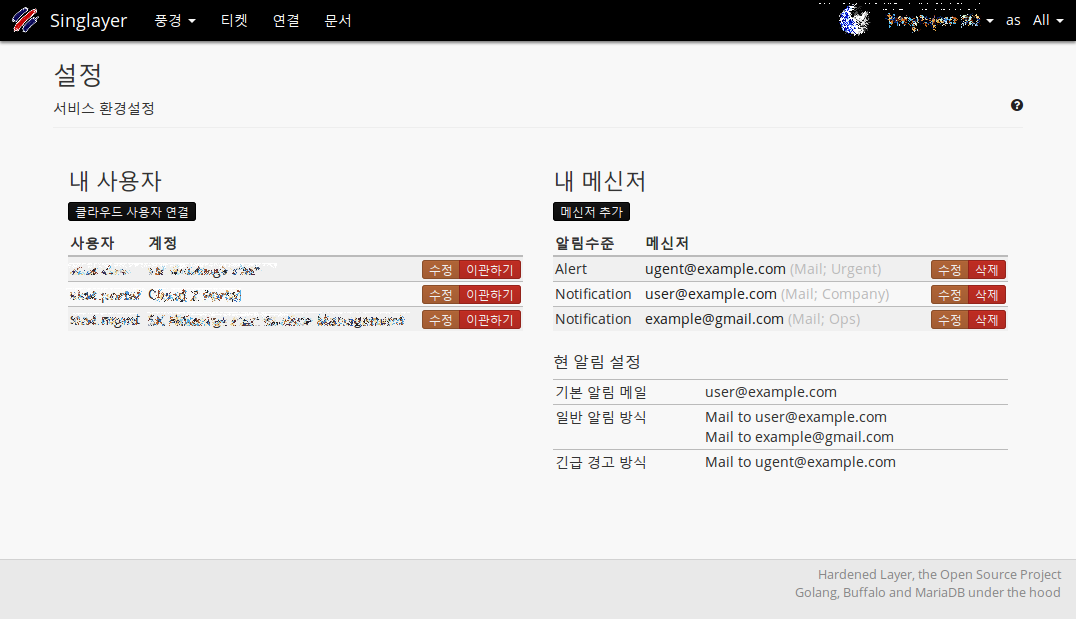 Singlayer 풍경 티켓 연결 문서 as All
설정
서비스 환경설정
내 사용자
클라우드 사용자 연결
사용자 계정
수정 이관하기
수정 이관하기
수정 이관하기
내 메신저
메신저 추가
알림수준 메신저
Alert ugent@example.com (Mail; Urgent) 수정 삭제
Notification user@example.com (Mail; Company) 수정 삭제
Notification example@gmail.com (Mail; Ops) 수정 삭제
현 알림 설정
기본 알림 메일 user@example.com
일반 알림 방식 Mail to user@example.com
Mail to example@gmail.com
긴급 경고 방식 Mail to ugent@example.com
Hardened Layer, the Open Source Project
Golang, Buffalo and MariaDB under the hood